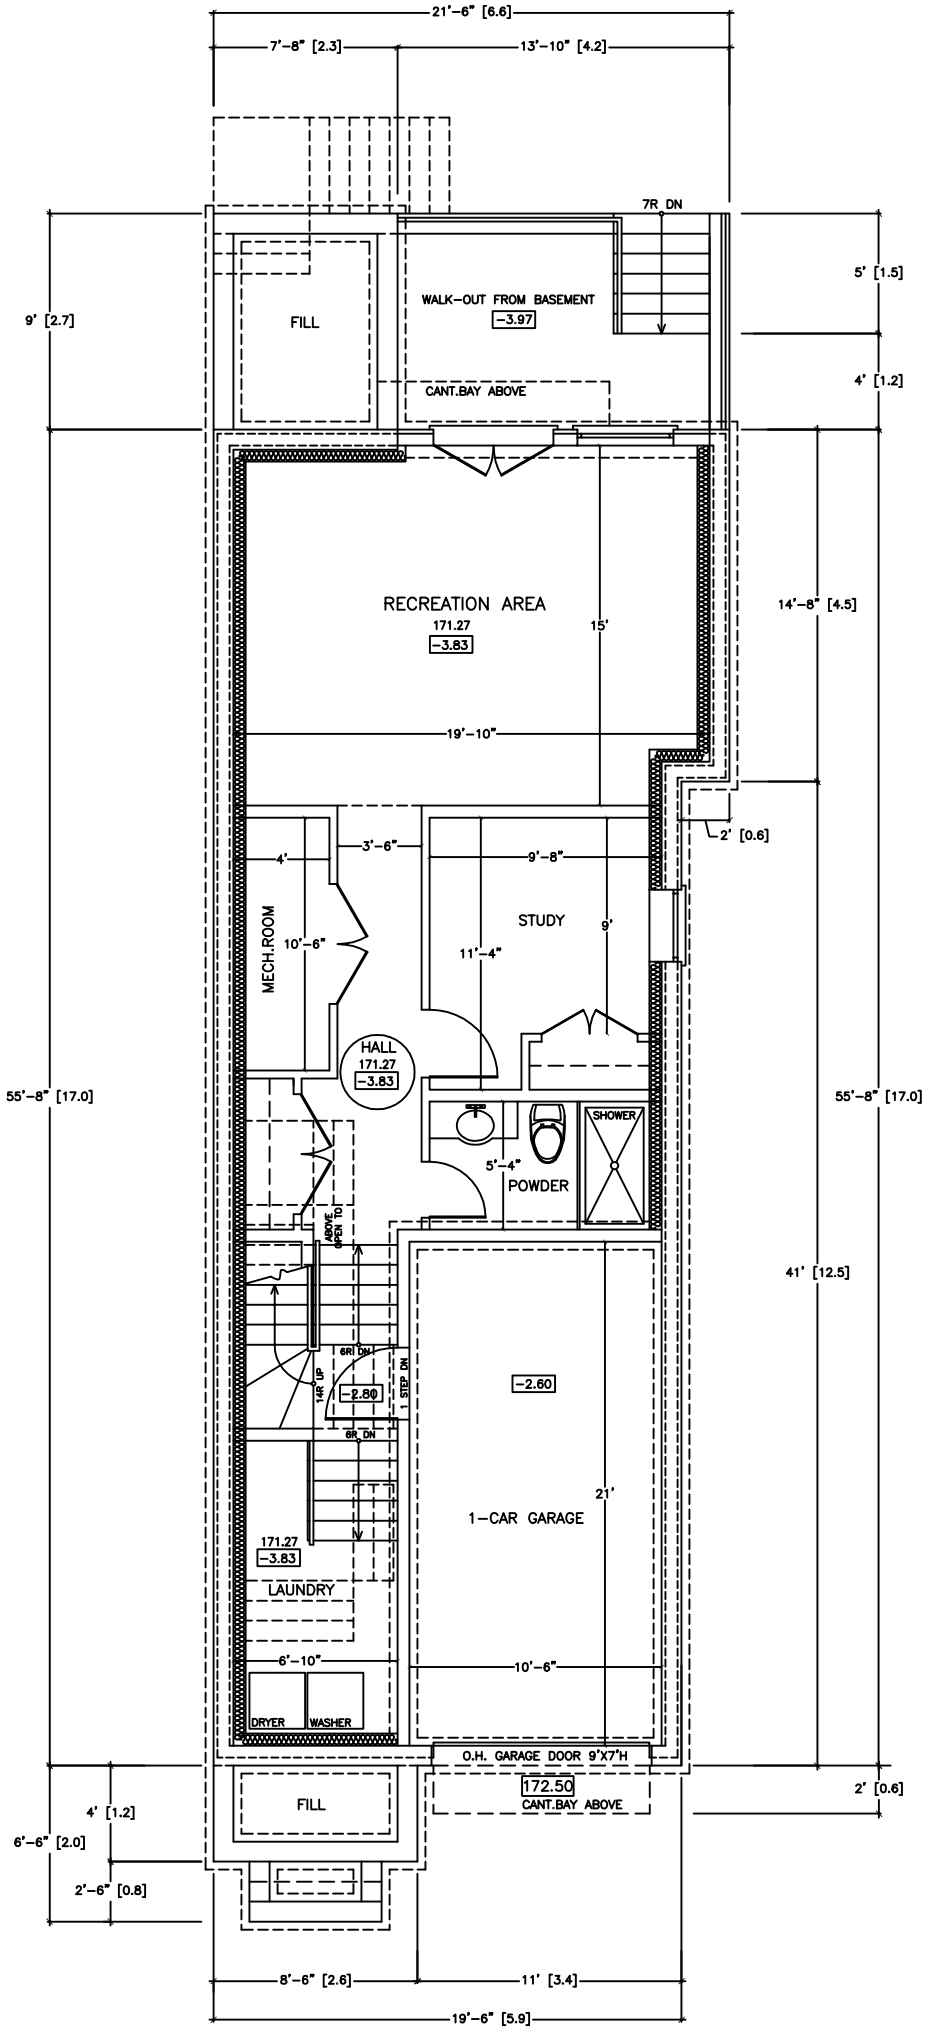 21'-6" [6.6]
7'-8" [2.3]
13'-10" [4.2]
7R DN
5' [1.5]
9' [2.7]
FILL
WALK-OUT FROM BASEMENT
-3.97
4' [1.2]
CANT.BAY ABOVE
14'-8" [4.5]
RECREATION AREA
171.27
-3.83
15'
19'-10"
2' [0.6]
3'-6"
4'
9'-8"
STUDY
9'
MECH.ROOM
10'-6"
11'-4"
HALL
171.27
-3.83
55'-8" [17.0]
55'-8" [17.0]
SHOWER
5'-4"
POWDER
ABOVE
OPEN TO
41' [12.5]
6R DN
14R UP
-2.80
1 STEP DN
-2.60
6R DN
21'
1-CAR GARAGE
171.27
-3.83
LAUNDRY
6'-10"
10'-6"
DRYER
WASHER
O.H. GARAGE DOOR 9'X7'H
172.50
CANT.BAY ABOVE
2' [0.6]
FILL
4' [1.2]
6'-6" [2.0]
2'-6" [0.8]
8'-6" [2.6]
11' [3.4]
19'-6" [5.9]